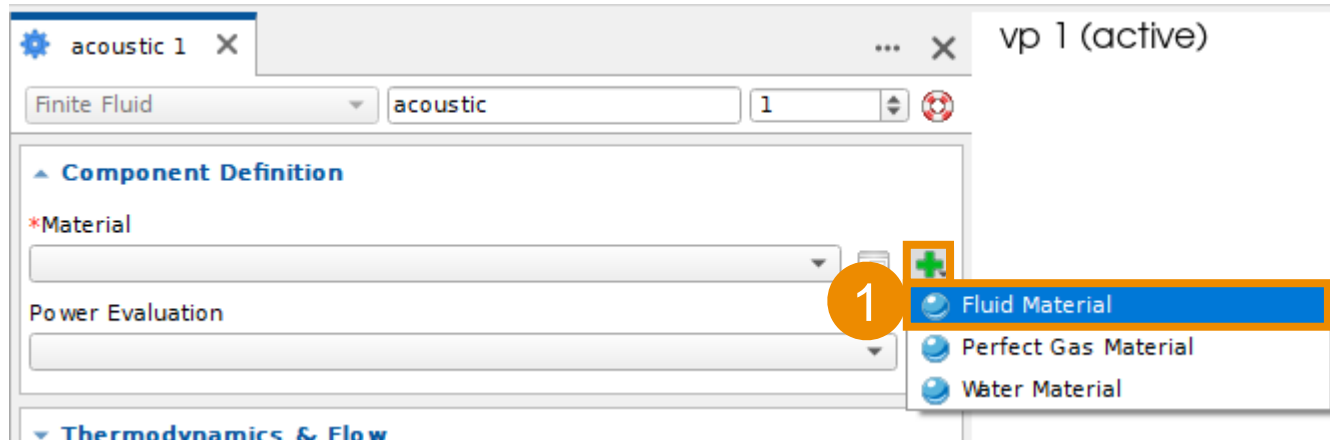 acoustic 1
vp 1 (active)
Finite Fluid
acoustic
1
Component Definition
*Material
1
Fluid Material
Power Evaluation
Perfect Gas Material
Water Material
Thermodynamics & Flow